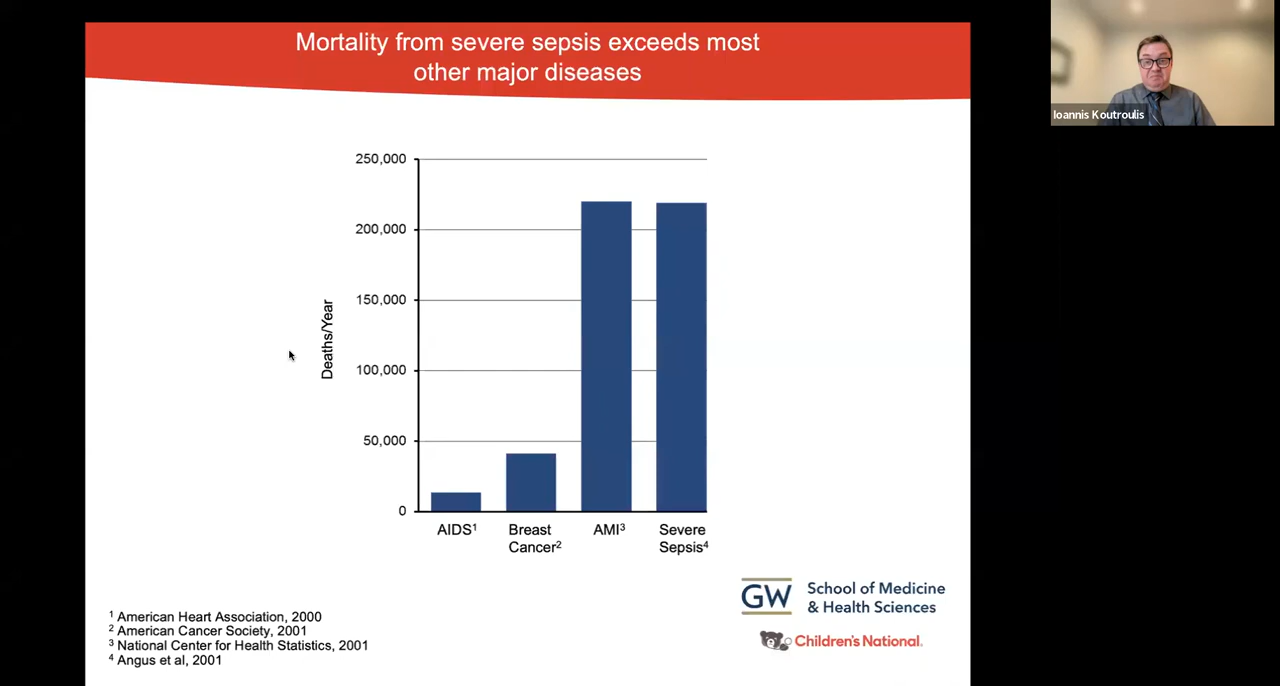 Mortality from severe sepsis exceeds most
other major diseases
Ioannis Koutroulis
250,000
200,000
150,000
100,000
50,000
0
Deaths/Year
AIDS¹
Breast
Cancer²
AMI³
Severe
Sepsis⁴
¹ American Heart Association, 2000
² American Cancer Society, 2001
³ National Center for Health Statistics, 2001
⁴ Angus et al, 2001
GW
School of Medicine
& Health Sciences
Children's National.